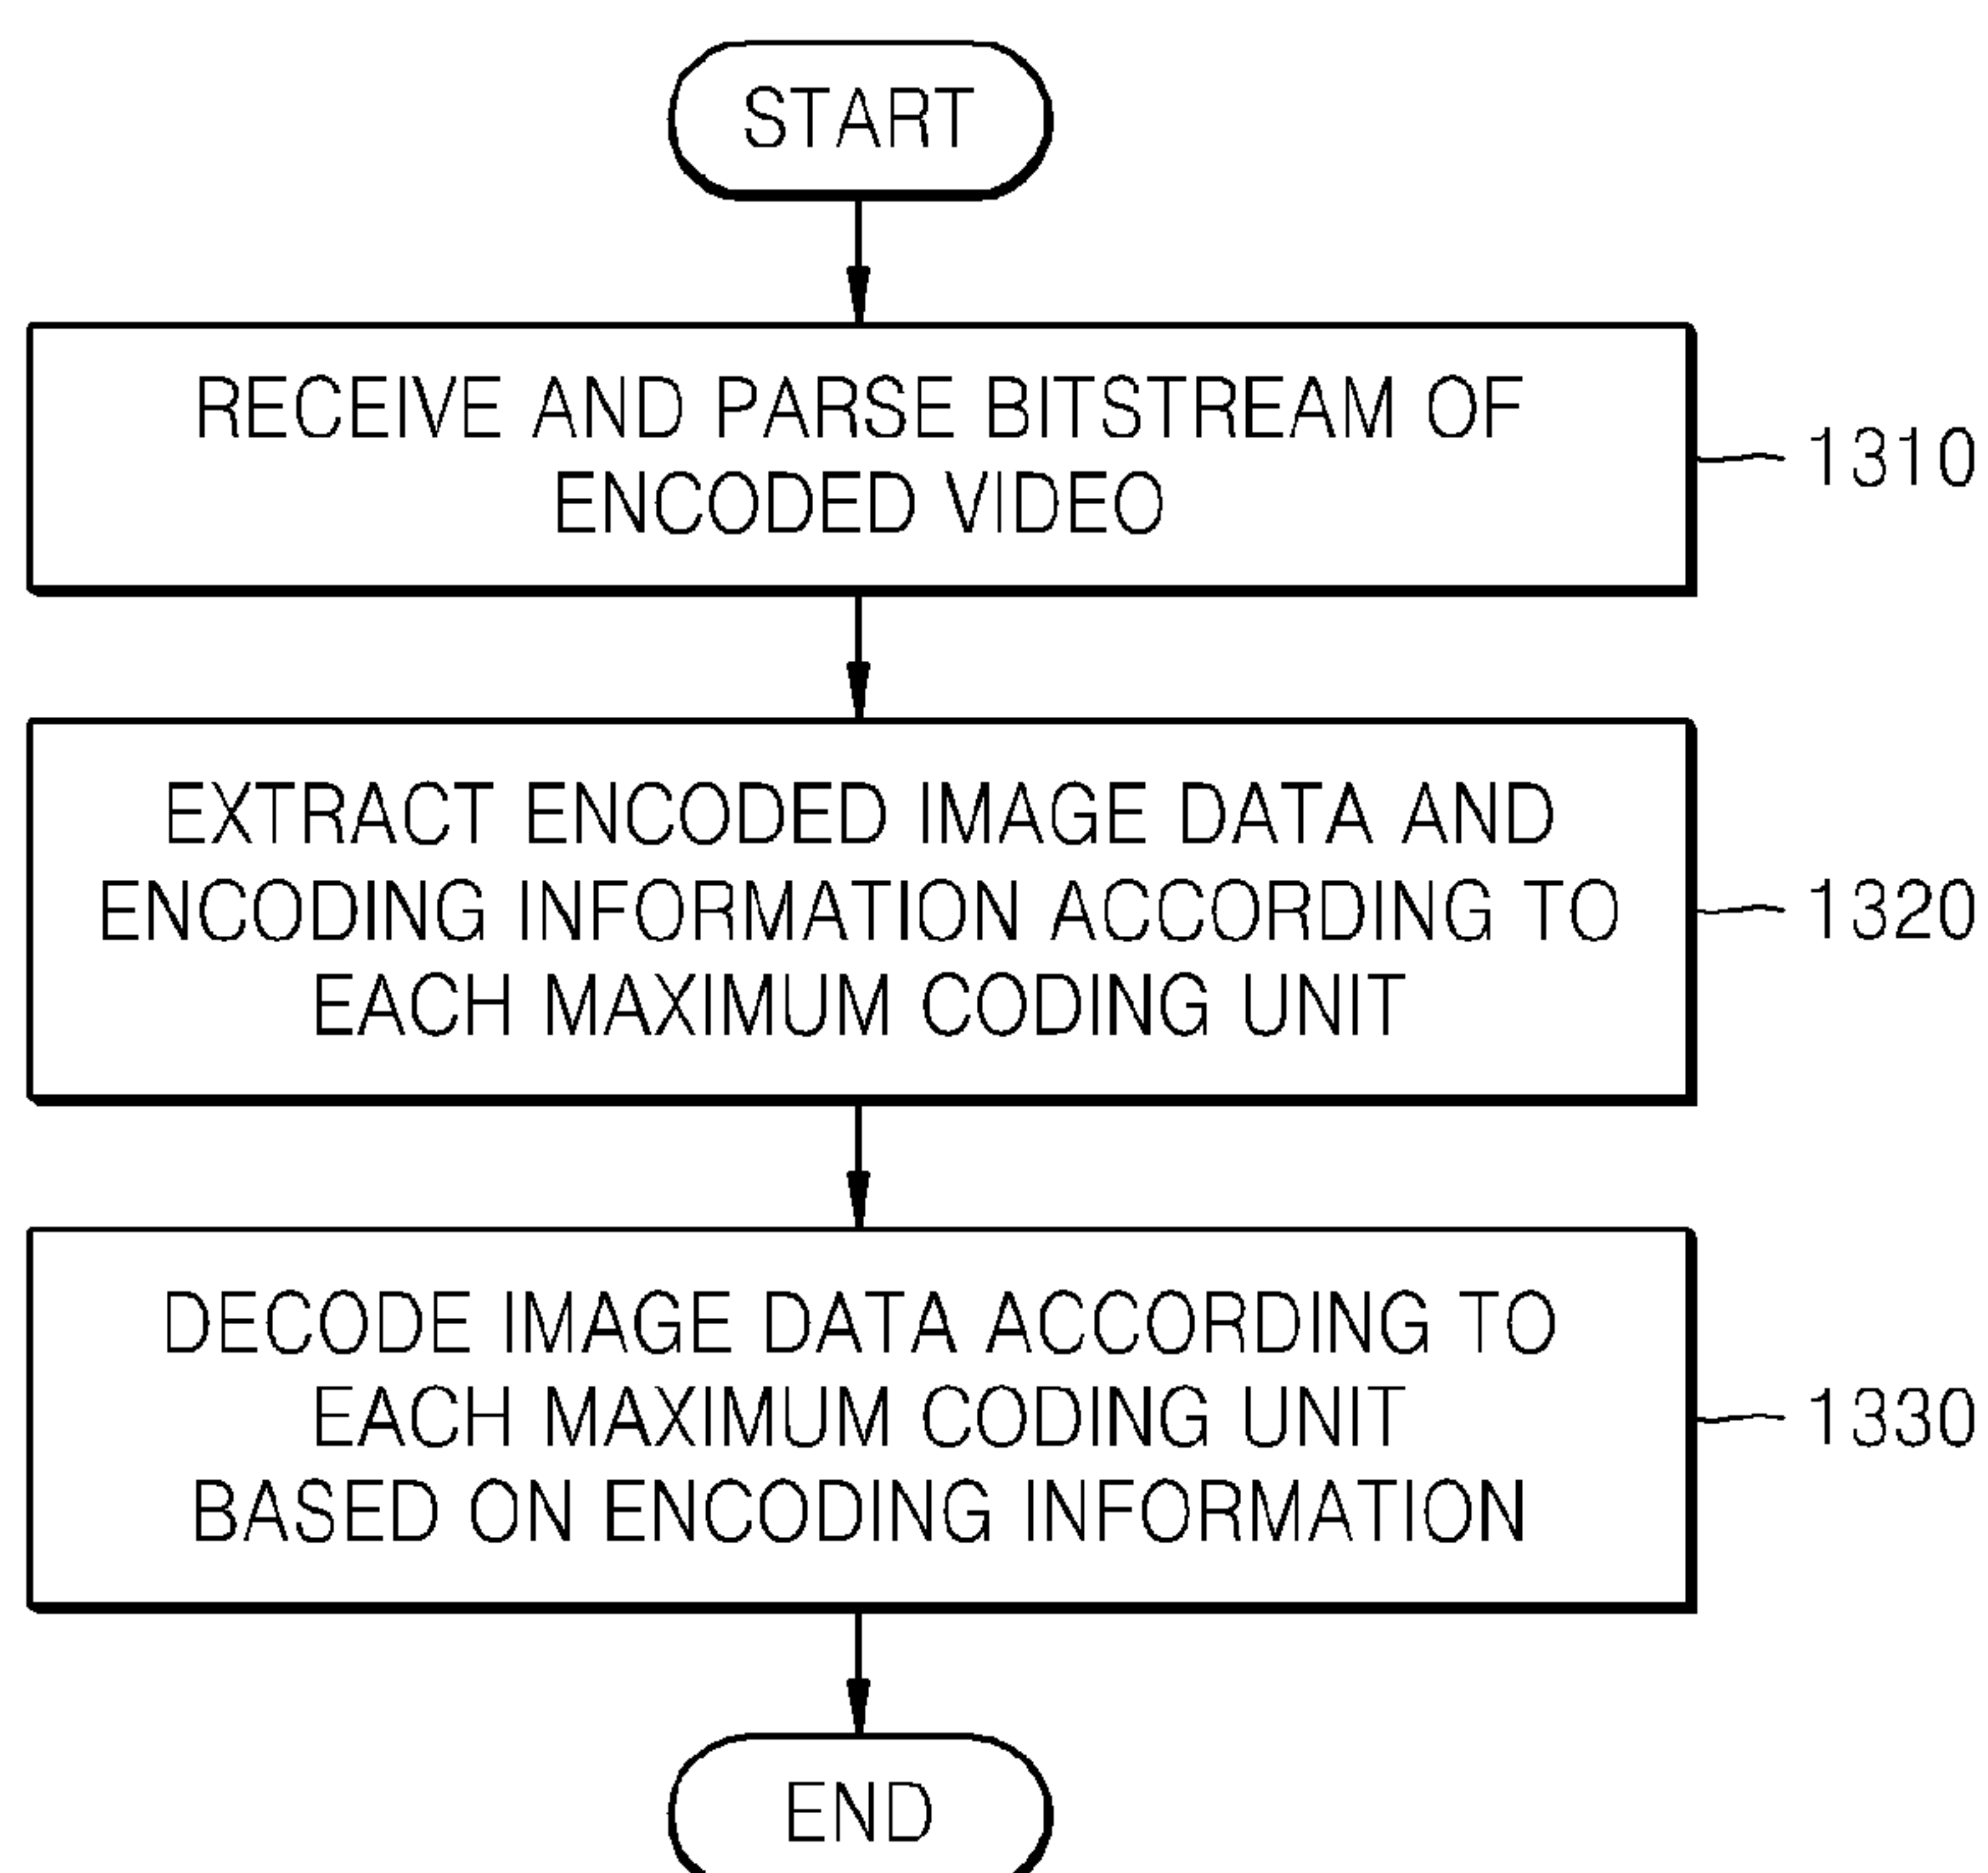 START
RECEIVE AND PARSE BITSTREAM OF
ENCODED VIDEO
1310
EXTRACT ENCODED IMAGE DATA AND
ENCODING INFORMATION ACCORDING TO
EACH MAXIMUM CODING UNIT
1320
DECODE IMAGE DATA ACCORDING TO
EACH MAXIMUM CODING UNIT
BASED ON ENCODING INFORMATION
1330
END